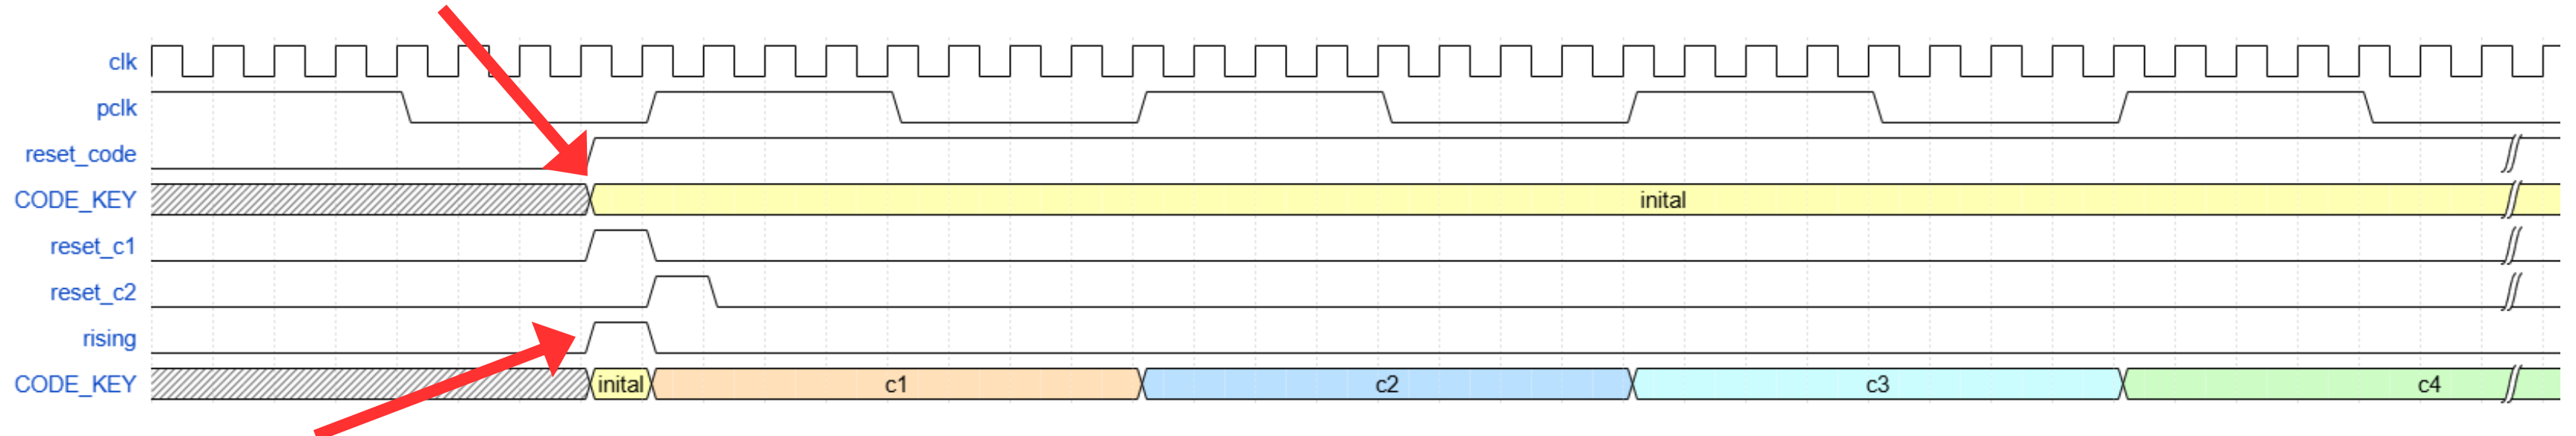 clk
pclk
reset_code
CODE_KEY inital
reset_c1
reset_c2
rising
CODE_KEY inital c1 c2 c3 c4